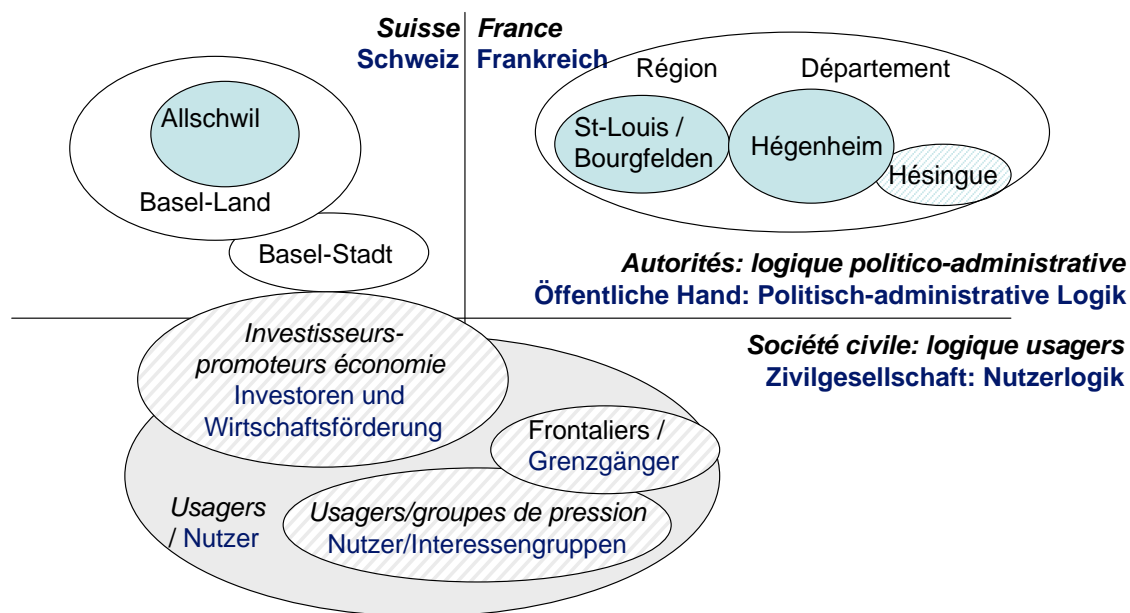 Suisse
Schweiz
France
Frankreich
Allschwil
Basel-Land
Basel-Stadt
Région
Département
St-Louis /
Bourgfelden
Hégenheim
Hésingue
Autorités: logique politico-administrative
Öffentliche Hand: Politisch-administrative Logik
Société civile: logique usagers
Zivilgesellschaft: Nutzerlogik
Investisseurs-
promoteurs économie
Investoren und
Wirtschaftsförderung
Frontaliers /
Grenzgänger
Usagers
/ Nutzer
Usagers/groupes de pression
Nutzer/Interessengruppen